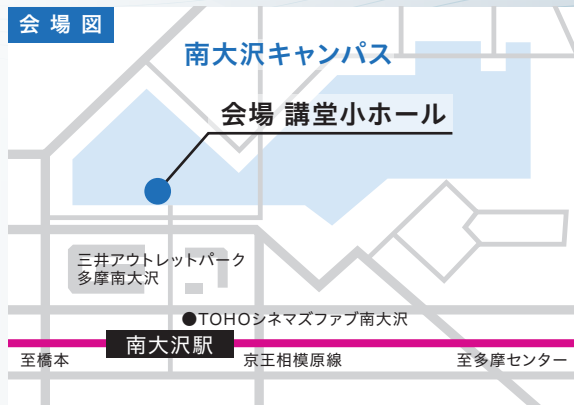 会場図
南大沢キャンパス
会場 講堂小ホール
三井アウトレットパーク
多摩南大沢
●TOHOシネマズファブ南大沢
南大沢駅
至橋本
京王相模原線
至多摩センター